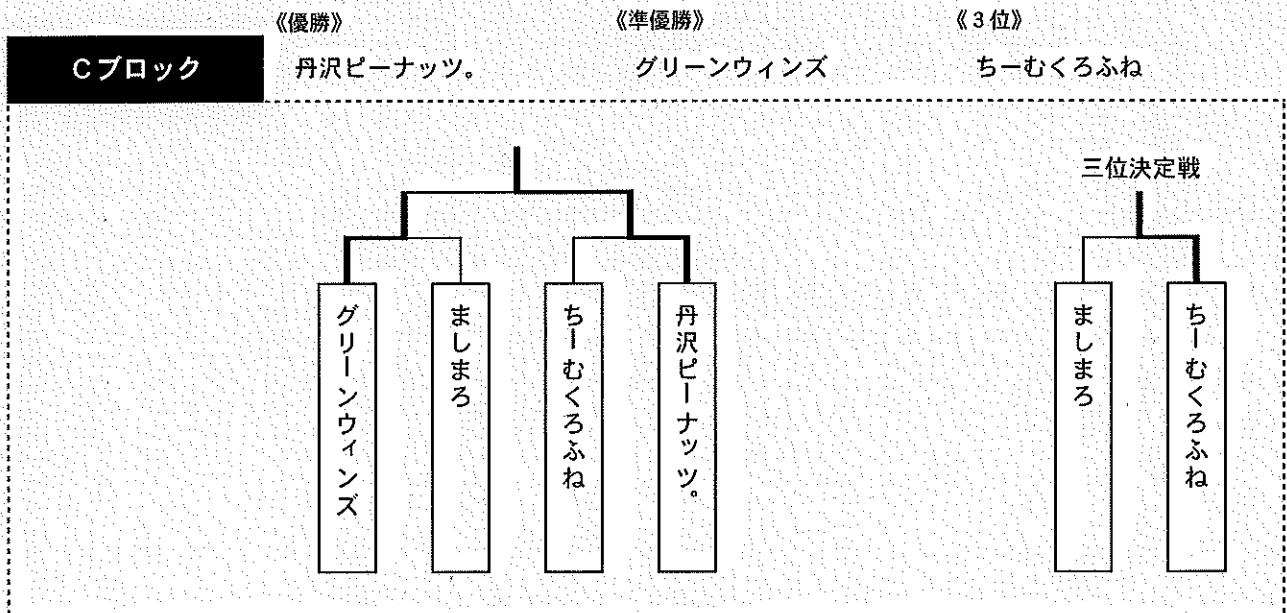 《優勝》 《準優勝》 《3位》
Cブロック 丹沢ピーナッツ。 グリーンウィンズ ちーむくろふね
三位決定戦
グリーンウィンズ
ましまろ
ちーむくろふね
丹沢ピーナッツ。
ましまろ
ちーむくろふね